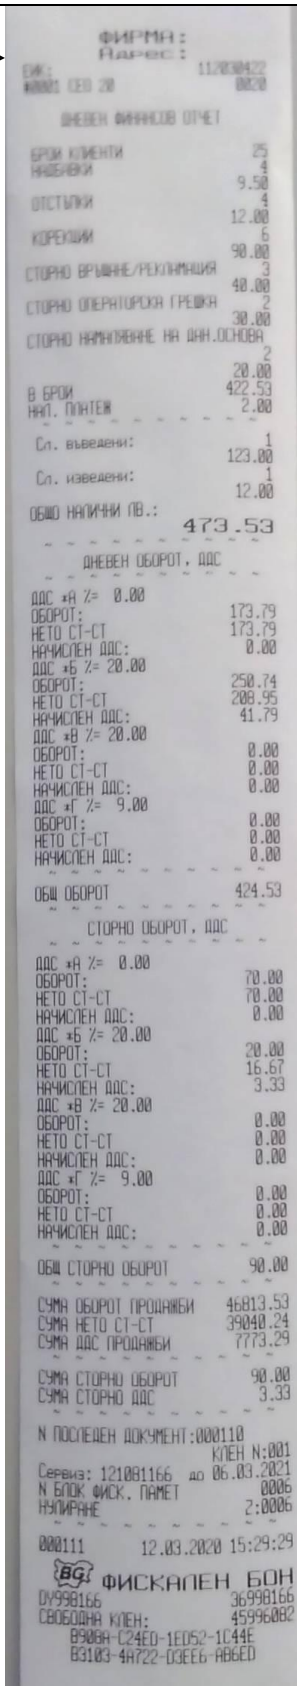 ФИРМА:
Адрес:
ЕИК: 112030422
#0001 СЕО 20 0020
ДНЕВЕН ФИНАНСОВ ОТЧЕТ
БРОИ КЛИЕНТИ 25
НАДБАВКИ 4
9.50
ОТСТЪПКИ 4
12.00
КОРЕКЦИИ 6
90.00
СТОРНО ВРЪЩАНЕ/РЕКЛАМАЦИЯ 3
40.00
СТОРНО ОПЕРАТОРСКА ГРЕШКА 2
30.00
СТОРНО НАМАЛЯВАНЕ НА ДАН.ОСНОВА
2
20.00
В БРОИ 422.53
НАЛ. ПЛАТЕЖ 2.00
Сл. въведени: 1
123.00
Сл. изведени: 1
12.00
ОБЩО НАЛИЧНИ ЛВ.:
473.53
ДНЕВЕН ОБОРОТ, ДДС
ДДС *А %= 0.00
ОБОРОТ: 173.79
НЕТО СТ-СТ 173.79
НАЧИСЛЕН ДДС: 0.00
ДДС *Б %= 20.00
ОБОРОТ: 250.74
НЕТО СТ-СТ 208.95
НАЧИСЛЕН ДДС: 41.79
ДДС *В %= 20.00
ОБОРОТ: 0.00
НЕТО СТ-СТ 0.00
НАЧИСЛЕН ДДС: 0.00
ДДС *Г %= 9.00
ОБОРОТ: 0.00
НЕТО СТ-СТ 0.00
НАЧИСЛЕН ДДС: 0.00
ОБЩ ОБОРОТ 424.53
СТОРНО ОБОРОТ, ДДС
ДДС *А %= 0.00
ОБОРОТ: 70.00
НЕТО СТ-СТ 70.00
НАЧИСЛЕН ДДС: 0.00
ДДС *Б %= 20.00
ОБОРОТ: 20.00
НЕТО СТ-СТ 16.67
НАЧИСЛЕН ДДС: 3.33
ДДС *В %= 20.00
ОБОРОТ: 0.00
НЕТО СТ-СТ 0.00
НАЧИСЛЕН ДДС: 0.00
ДДС *Г %= 9.00
ОБОРОТ: 0.00
НЕТО СТ-СТ 0.00
НАЧИСЛЕН ДДС: 0.00
ОБЩ СТОРНО ОБОРОТ 90.00
СУМА ОБОРОТ ПРОДАЖБИ 46813.53
СУМА НЕТО СТ-СТ 39040.24
СУМА ДДС ПРОДАЖБИ 7773.29
СУМА СТОРНО ОБОРОТ 90.00
СУМА СТОРНО ДДС 3.33
N ПОСЛЕДЕН ДОКУМЕНТ:000110
КЛЕН N:001
Сервиз: 121081166 до 06.03.2021
N БЛОК ФИСК. ПАМЕТ 0006
НУЛИРАНЕ Z:0006
000111 12.03.2020 15:29:29
BG ФИСКАЛЕН БОН
DY998166 36998166
СВОБОДНА КЛЕН: 45996082
B908A-C24ED-1ED52-1C44E
B3103-4A722-D3EE6-AB6ED